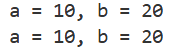 a = 10, b = 20
a = 10, b = 20